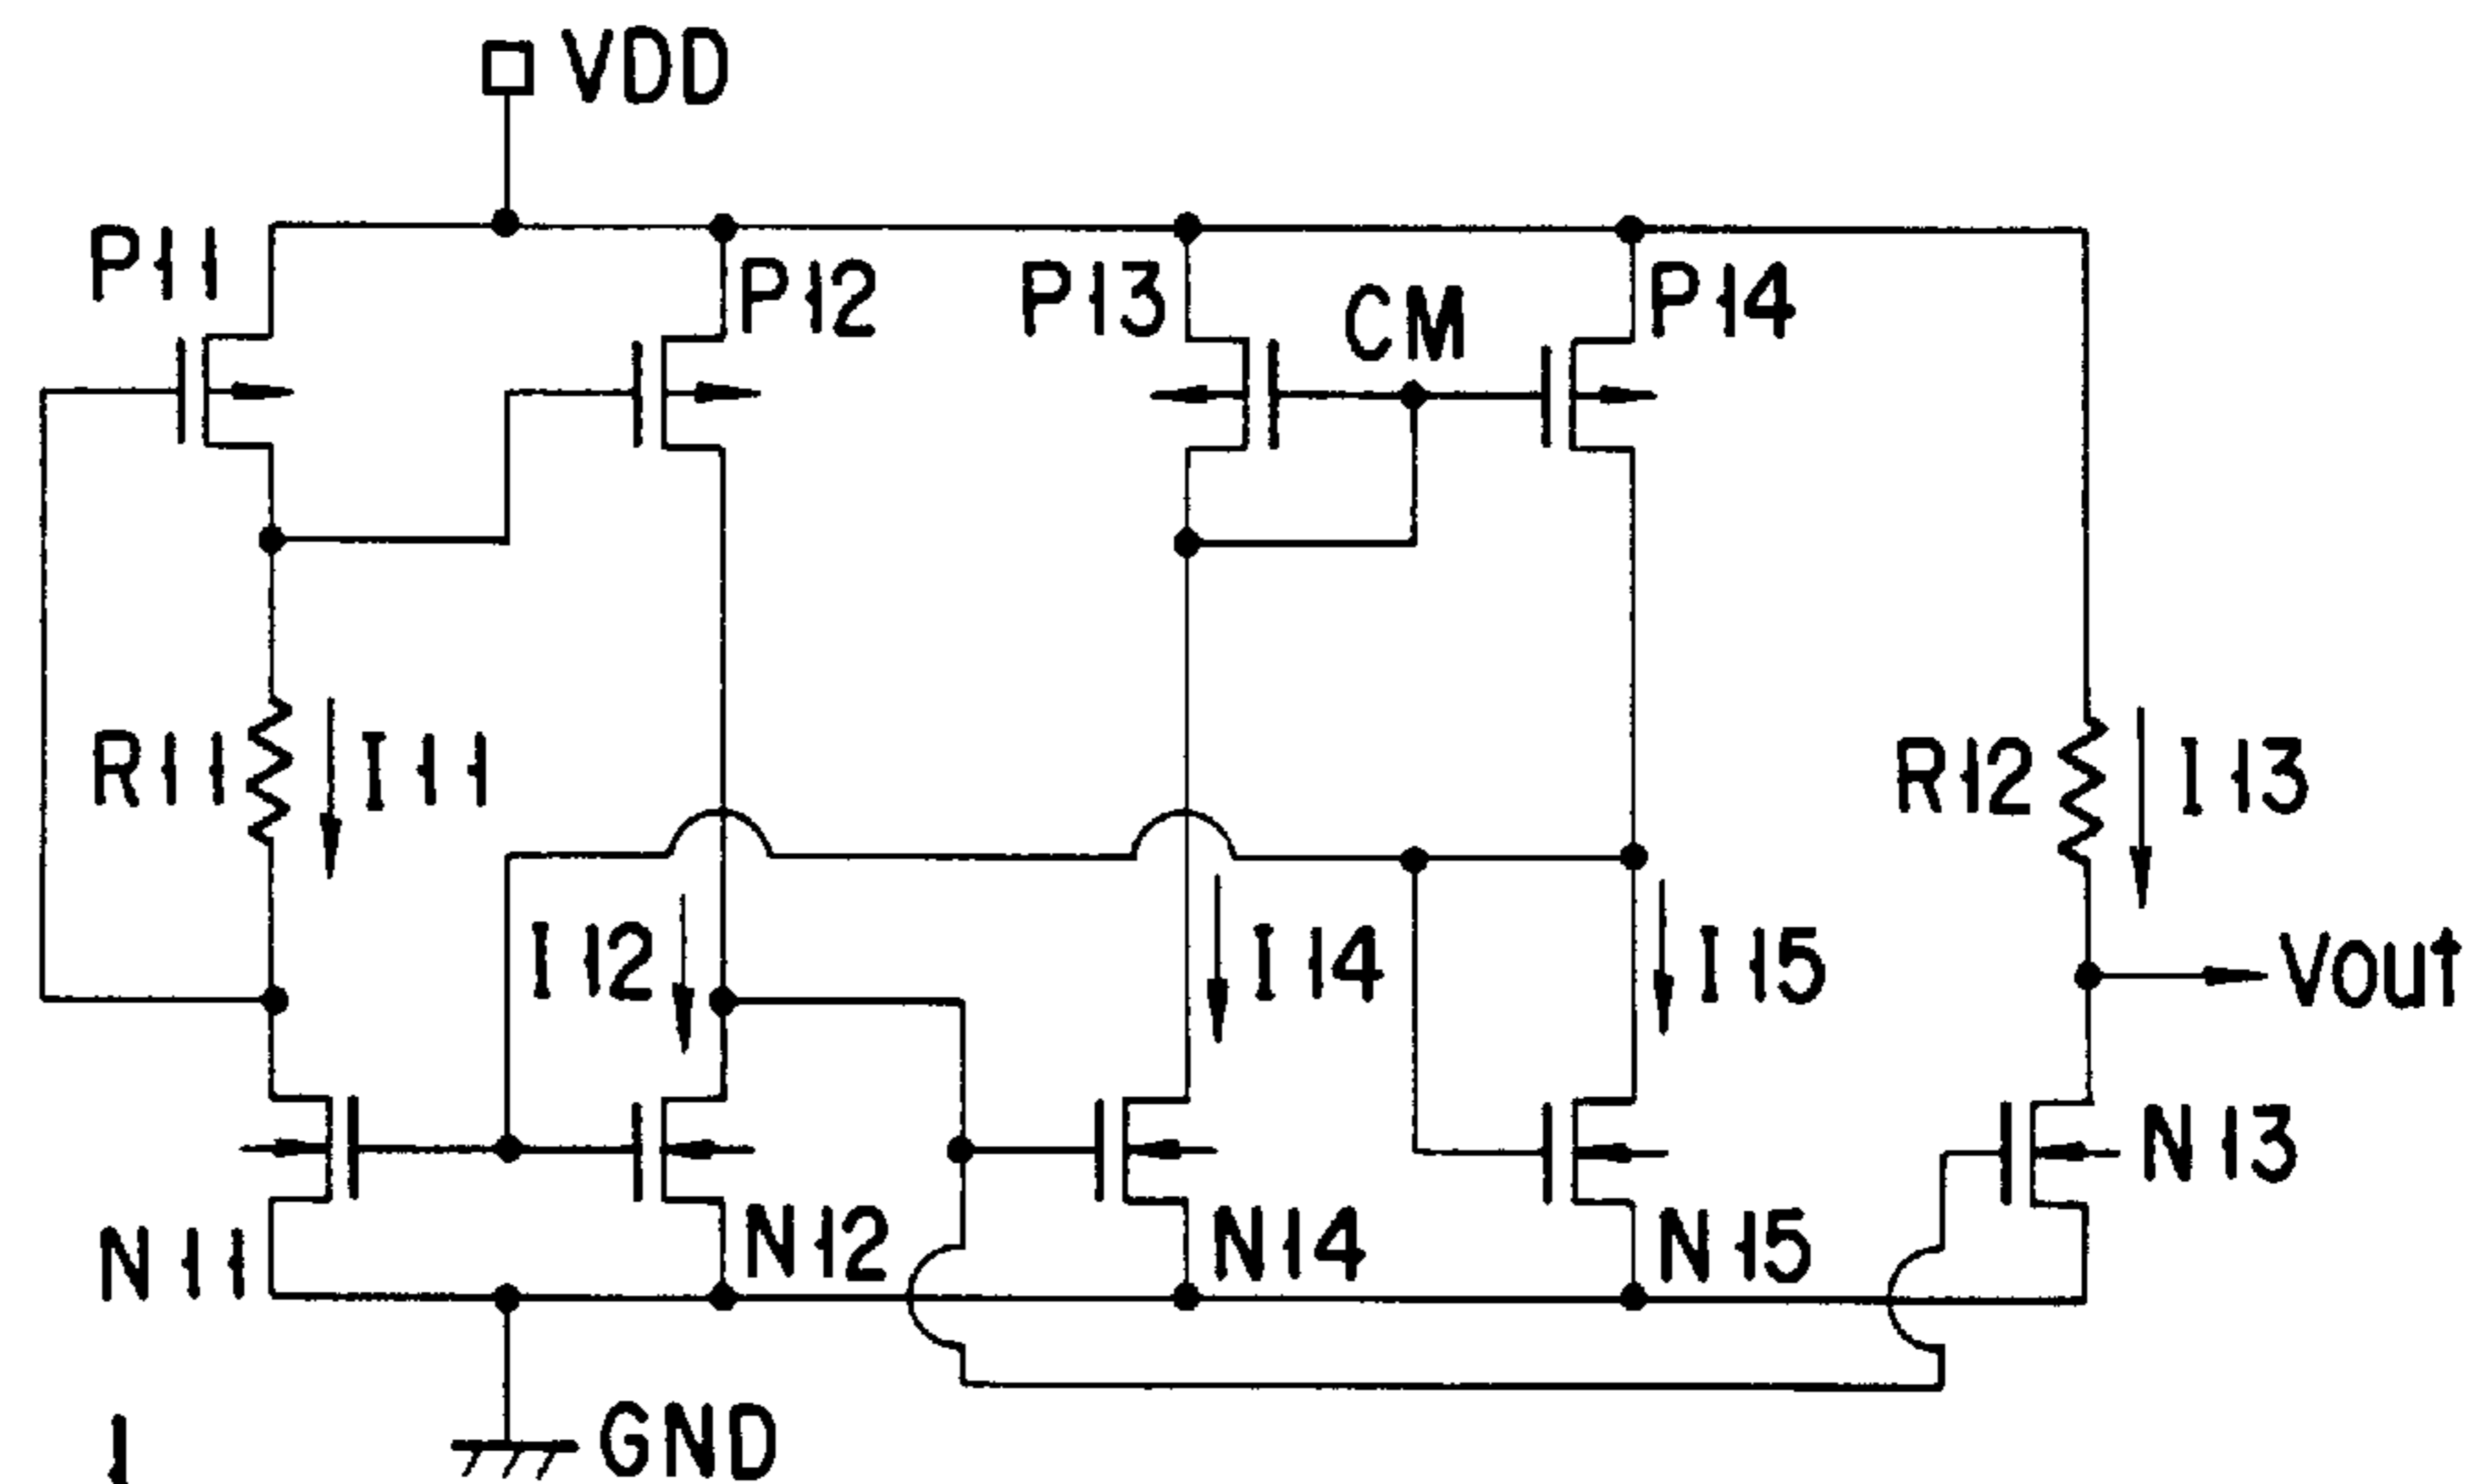 VDD
P11
P12
P13
CM
P14
R11
I11
R12
I13
I12
I14
I15
Vout
N11
N12
N14
N15
N13
GND
1